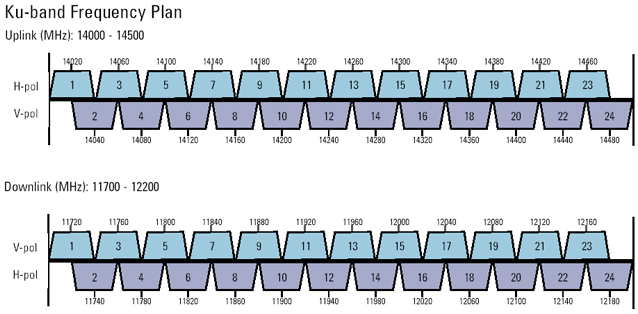 Ku-band Frequency Plan
Uplink (MHz): 14000 - 14500
14020 14060 14100 14140 14180 14220 14260 14300 14340 14380 14420 14460
H-pol 1 3 5 7 9 11 13 15 17 19 21 23
V-pol 2 4 6 8 10 12 14 16 18 20 22 24
14040 14080 14120 14160 14200 14240 14280 14320 14360 14400 14440 14480
Downlink (MHz): 11700 - 12200
11720 11760 11800 11840 11880 11920 11960 12000 12040 12080 12120 12160
V-pol 1 3 5 7 9 11 13 15 17 19 21 23
H-pol 2 4 6 8 10 12 14 16 18 20 22 24
11740 11780 11820 11860 11900 11940 11980 12020 12060 12100 12140 12180